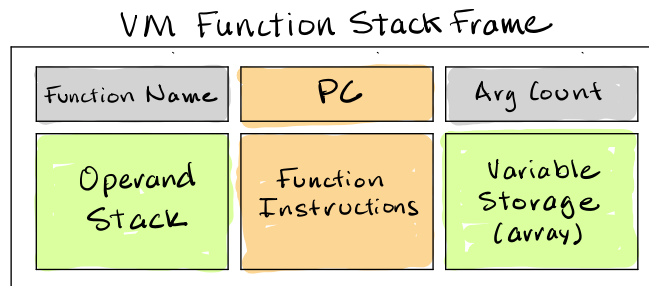 VM Function Stack Frame
Function Name
PC
Arg Count
Operand
Stack
Function
Instructions
Variable
Storage
(array)